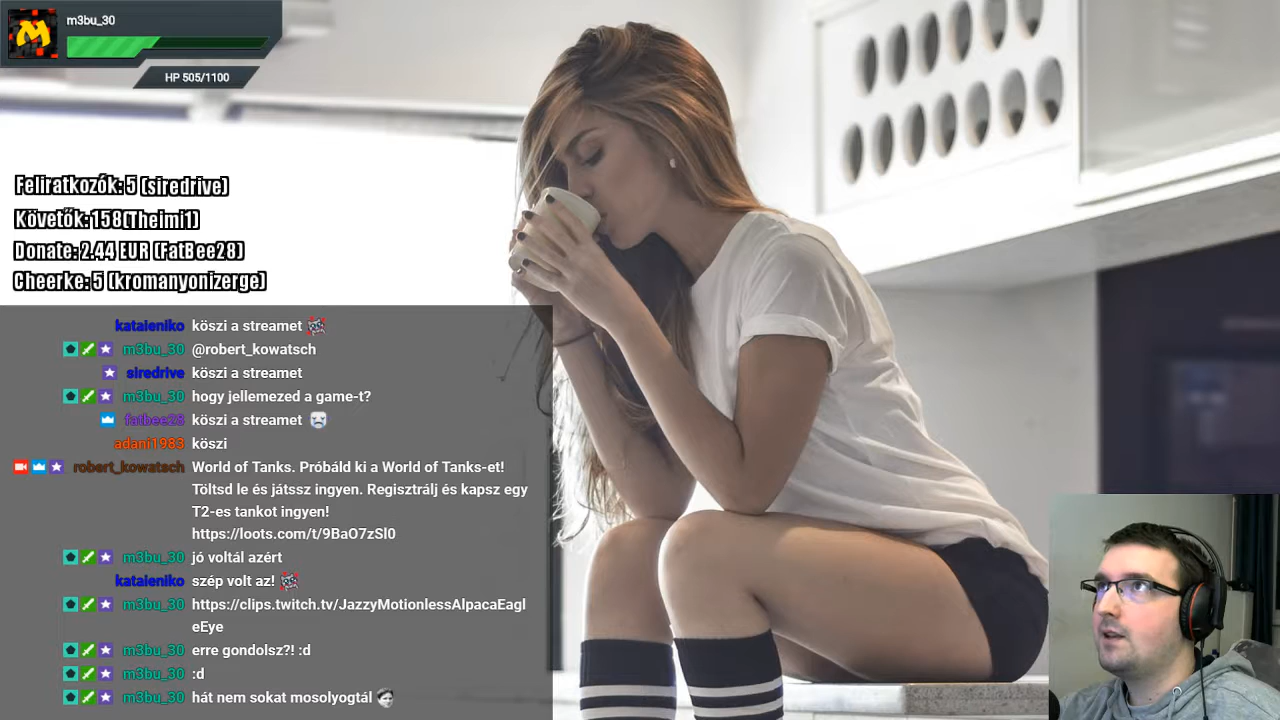 m3bu_30
HP 505/1100
Feliratkozók: 5 (siredrive)
Követők: 158(Theimi1)
Donate: 2.44 EUR (FatBee28)
Cheerke: 5 (kromanyonizerge)
kataieniko köszi a streamet
m3bu_30 @robert_kowatsch
siredrive köszi a streamet
m3bu_30 hogy jellemezed a game-t?
fatbee28 köszi a streamet
adani1983 köszi
robert_kowatsch World of Tanks. Próbáld ki a World of Tanks-et!
Töltsd le és játssz ingyen. Regisztrálj és kapsz egy
T2-es tankot ingyen!
https://loots.com/t/9BaO7zSl0
m3bu_30 jó voltál azért
kataieniko szép volt az!
m3bu_30 https://clips.twitch.tv/JazzyMotionlessAlpacaEagl
eEye
m3bu_30 erre gondolsz?! :d
m3bu_30 :d
m3bu_30 hát nem sokat mosolyogtál